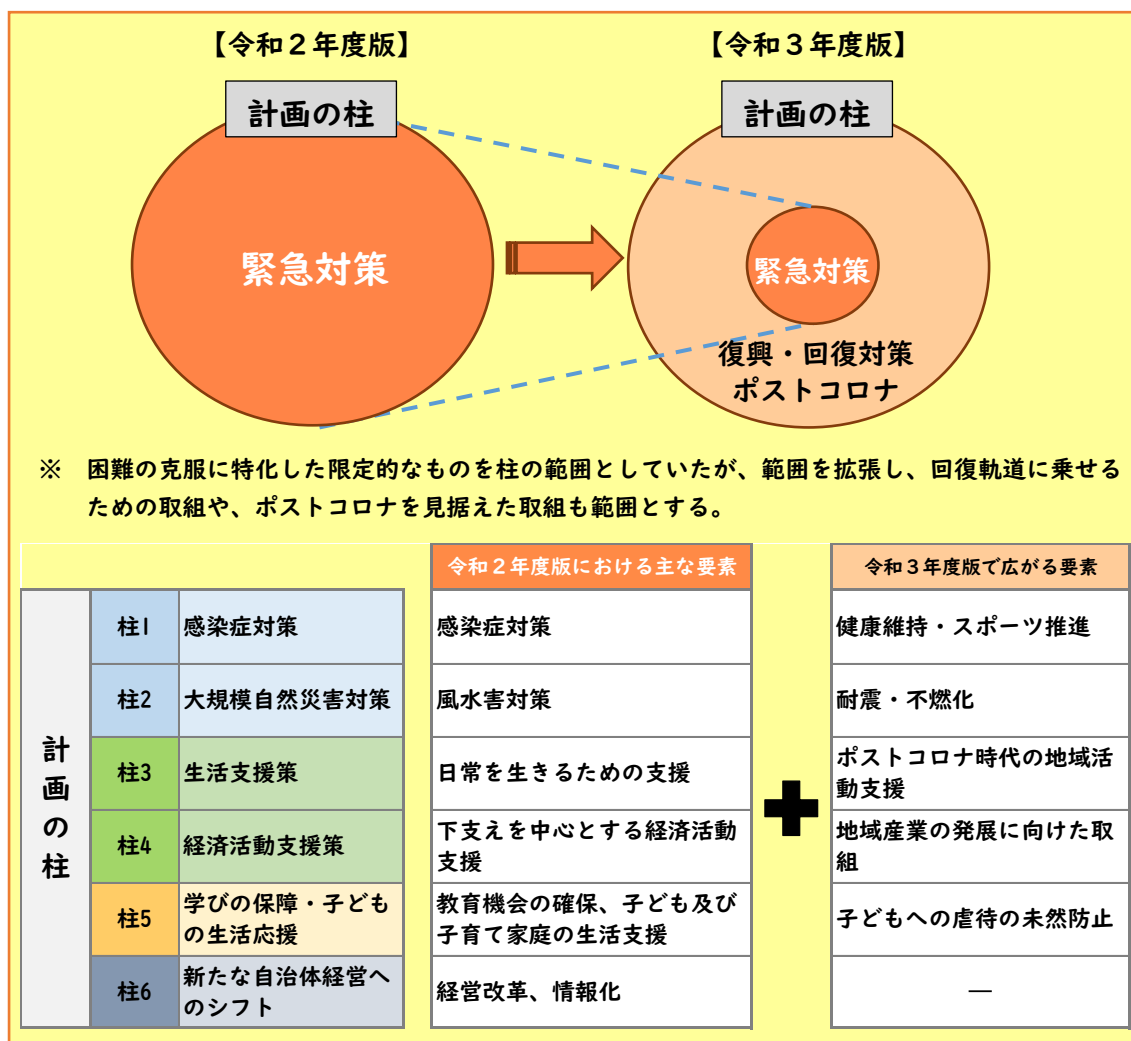 【令和２年度版】
【令和３年度版】
計画の柱
計画の柱
緊急対策
緊急対策
復興・回復対策
ポストコロナ
※　困難の克服に特化した限定的なものを柱の範囲としていたが、範囲を拡張し、回復軌道に乗せる
ための取組や、ポストコロナを見据えた取組も範囲とする。
令和２年度版における主な要素
令和３年度版で広がる要素
計画の柱
柱1
感染症対策
感染症対策
健康維持・スポーツ推進
柱2
大規模自然災害対策
風水害対策
耐震・不燃化
柱3
生活支援策
日常を生きるための支援
ポストコロナ時代の地域活
動支援
柱4
経済活動支援策
下支えを中心とする経済活動
支援
地域産業の発展に向けた取
組
柱5
学びの保障・子ども
の生活応援
教育機会の確保、子ども及び
子育て家庭の生活支援
子どもへの虐待の未然防止
柱6
新たな自治体経営へ
のシフト
経営改革、情報化
―